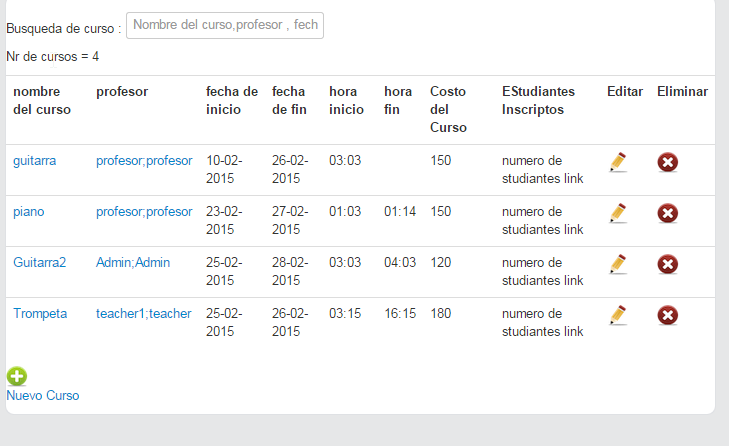 Busqueda de curso : Nombre del curso,profesor , fech
Nr de cursos = 4
nombre del curso profesor fecha de inicio fecha de fin hora inicio hora fin Costo del Curso EStudiantes Inscriptos Editar Eliminar
guitarra profesor;profesor 10-02-2015 26-02-2015 03:03 150 numero de studiantes link
piano profesor;profesor 23-02-2015 27-02-2015 01:03 01:14 150 numero de studiantes link
Guitarra2 Admin;Admin 25-02-2015 28-02-2015 03:03 04:03 120 numero de studiantes link
Trompeta teacher1;teacher 25-02-2015 26-02-2015 03:15 16:15 180 numero de studiantes link
Nuevo Curso